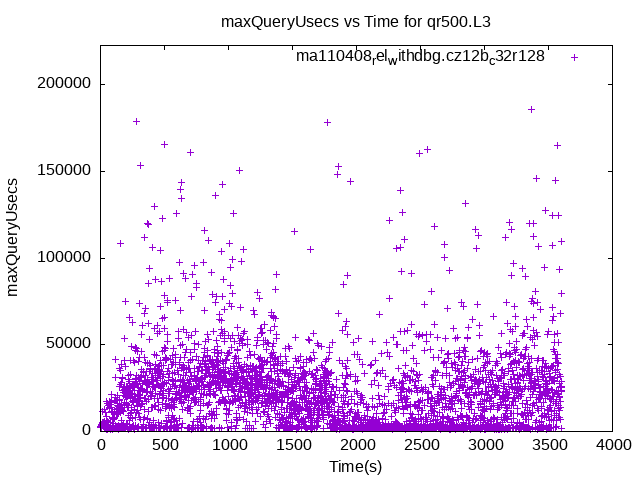 maxQueryUsecs vs Time for qr500.L3
ma110408relwithdbg.cz12bc32r128
200000
150000
100000
50000
0
maxQueryUsecs
0 500 1000 1500 2000 2500 3000 3500 4000
Time(s)